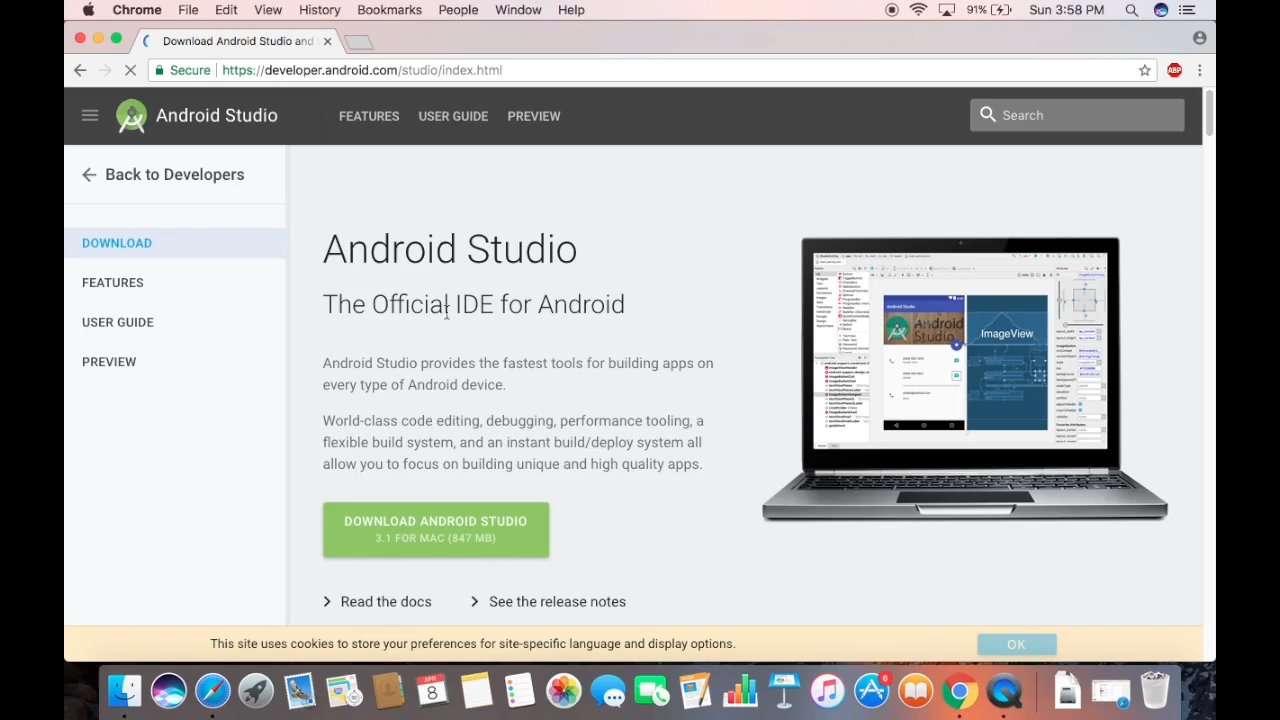 Chrome File Edit View History Bookmarks People Window Help 91% Sun 3:58 PM
Download Android Studio and
Secure https://developer.android.com/studio/index.html ABP
Android Studio FEATURES USER GUIDE PREVIEW Search
Back to Developers
DOWNLOAD
FEATURES
USER GUIDE
PREVIEW
Android Studio
The Official IDE for Android
Android Studio provides the fastest tools for building apps on
every type of Android device.
World-class code editing, debugging, performance tooling, a
flexible build system, and an instant build/deploy system all
allow you to focus on building unique and high quality apps.
DOWNLOAD ANDROID STUDIO
3.1 FOR MAC (847 MB)
Read the docs See the release notes
Android Studio
Android
Studio
ImageView
This site uses cookies to store your preferences for site-specific language and display options. OK
APR
8
6